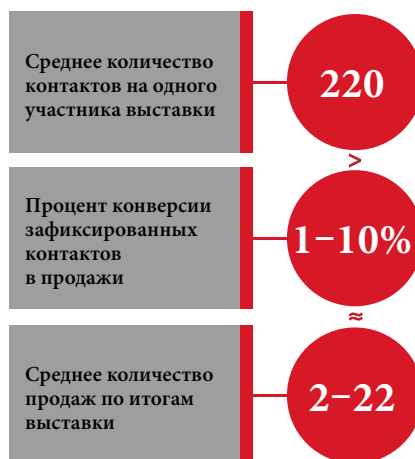 Среднее количество
контактов на одного
участника выставки
220
>
Процент конверсии
зафиксированных
контактов
в продажи
1–10%
≈
Среднее количество
продаж по итогам
выставки
2–22